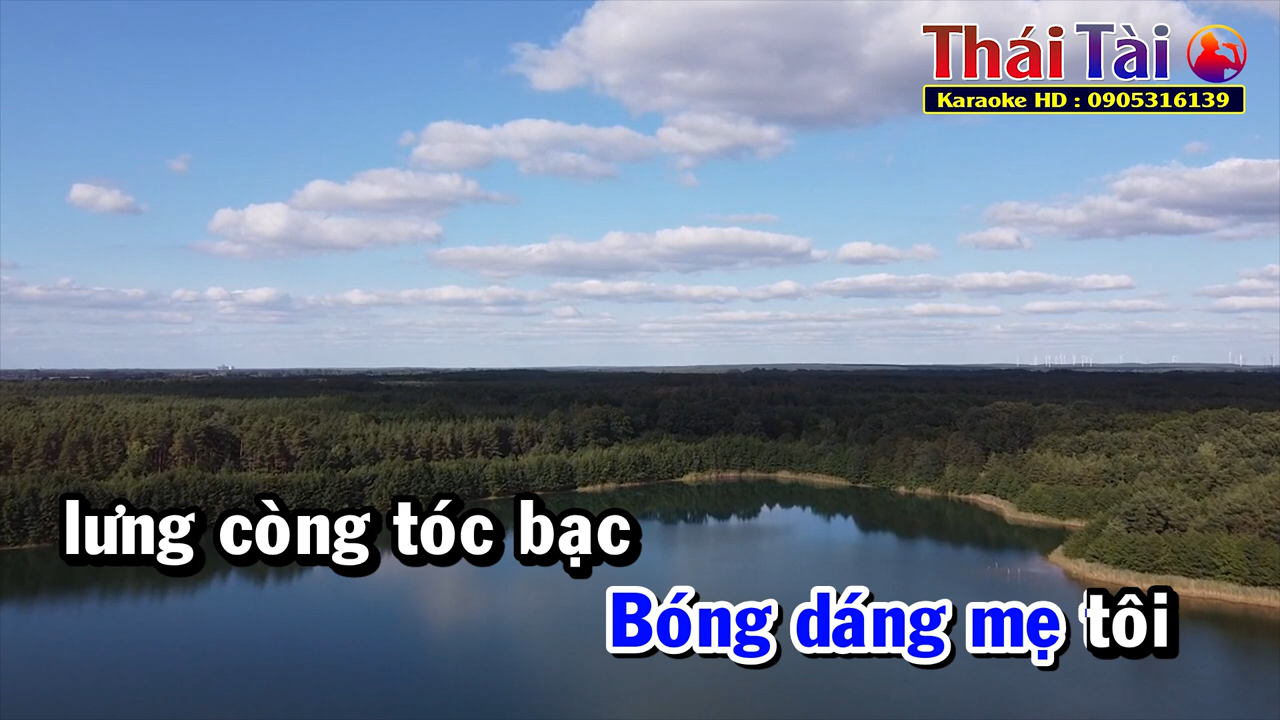 Thái Tài
Karaoke HD : 0905316139
lưng còng tóc bạc
Bóng dáng mẹ tôi